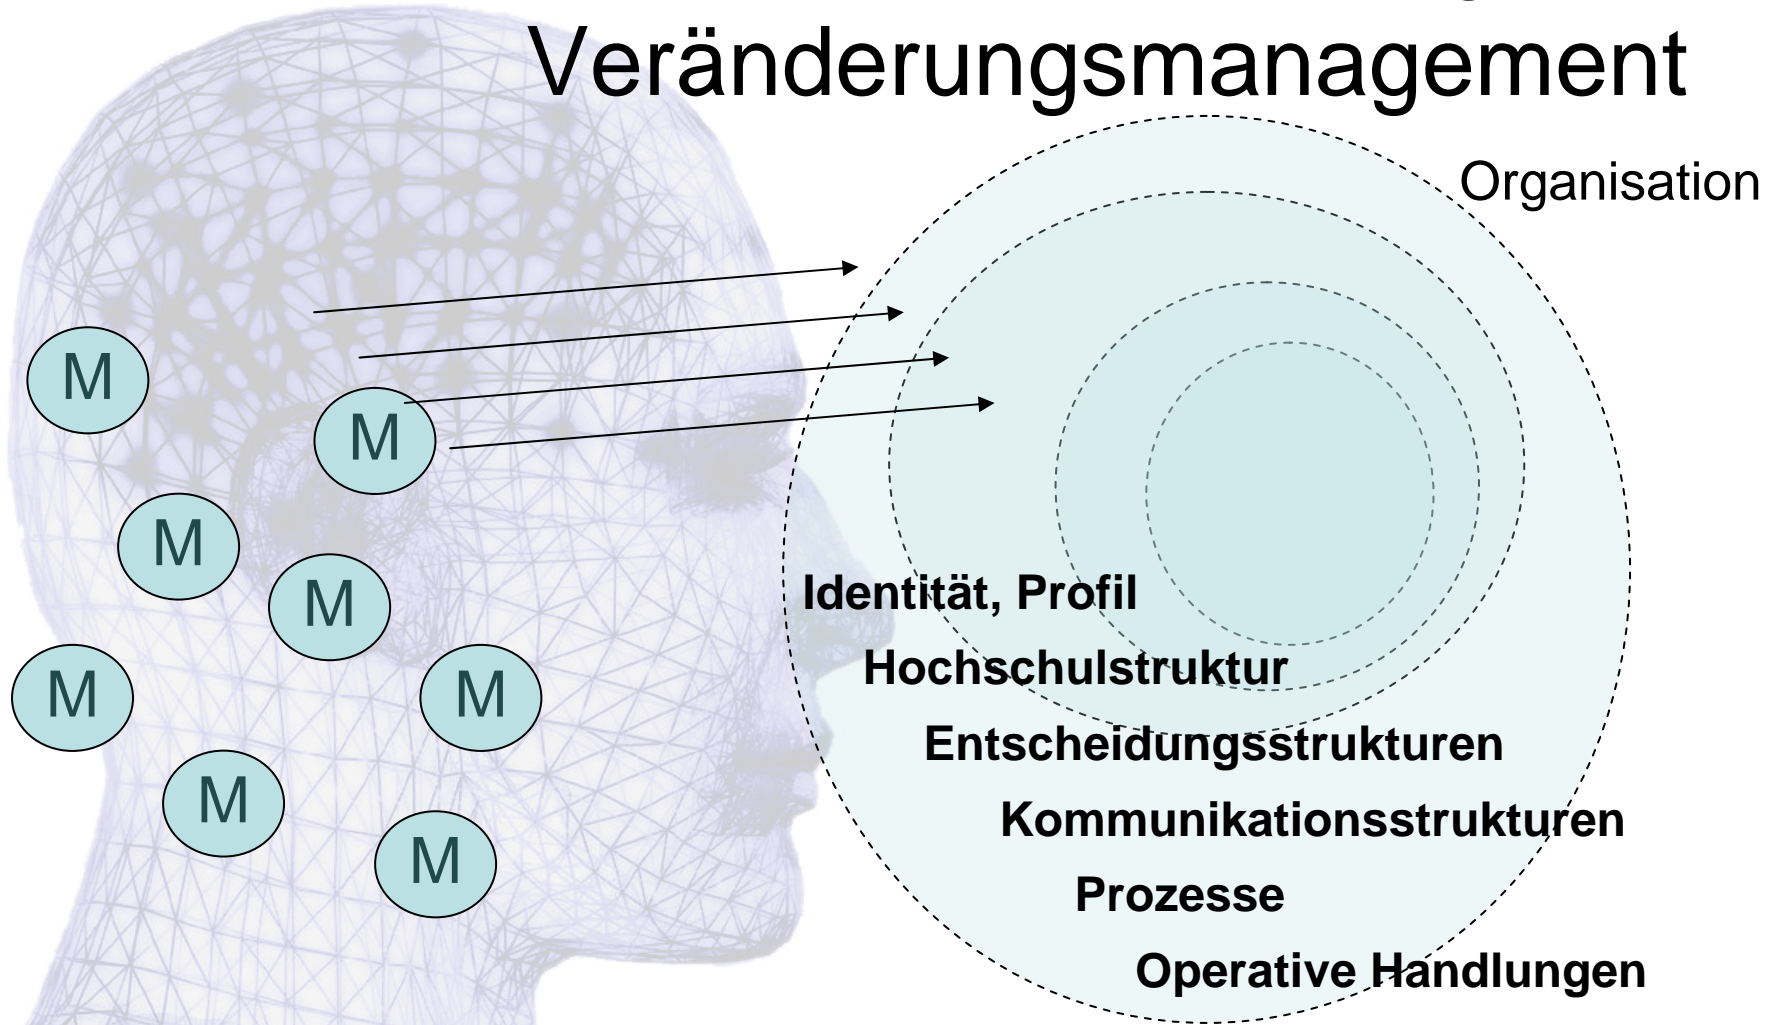 Veränderungsmanagement
Organisation
M
M
M
M
M
M
M
M
Identität, Profil
Hochschulstruktur
Entscheidungsstrukturen
Kommunikationsstrukturen
Prozesse
Operative Handlungen